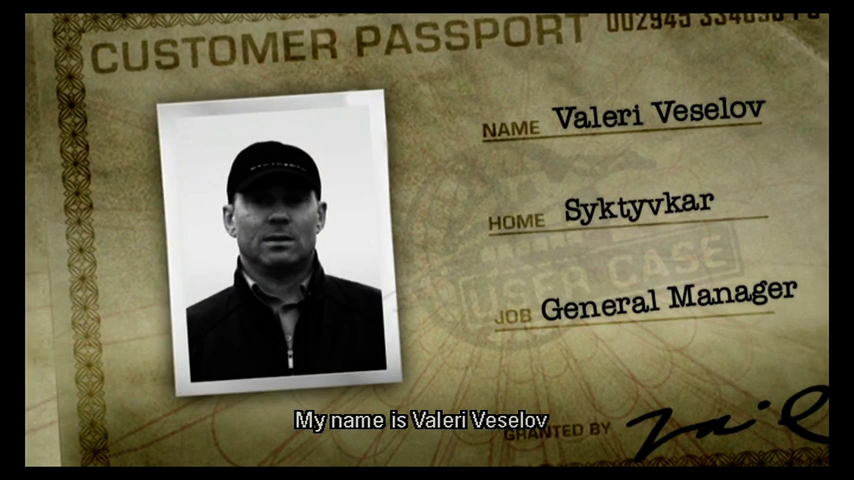 CUSTOMER PASSPORT
NAME Valeri Veselov
HOME Syktyvkar
USER CASE
JOB General Manager
My name is Valeri Veselov
GRANTED BY